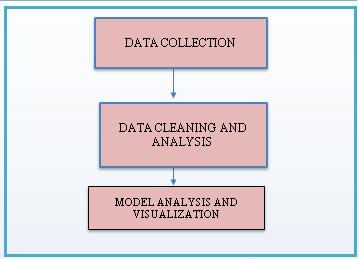 DATA COLLECTION
DATA CLEANING AND
ANALYSIS
MODEL ANALYSIS AND
VISUALIZATION